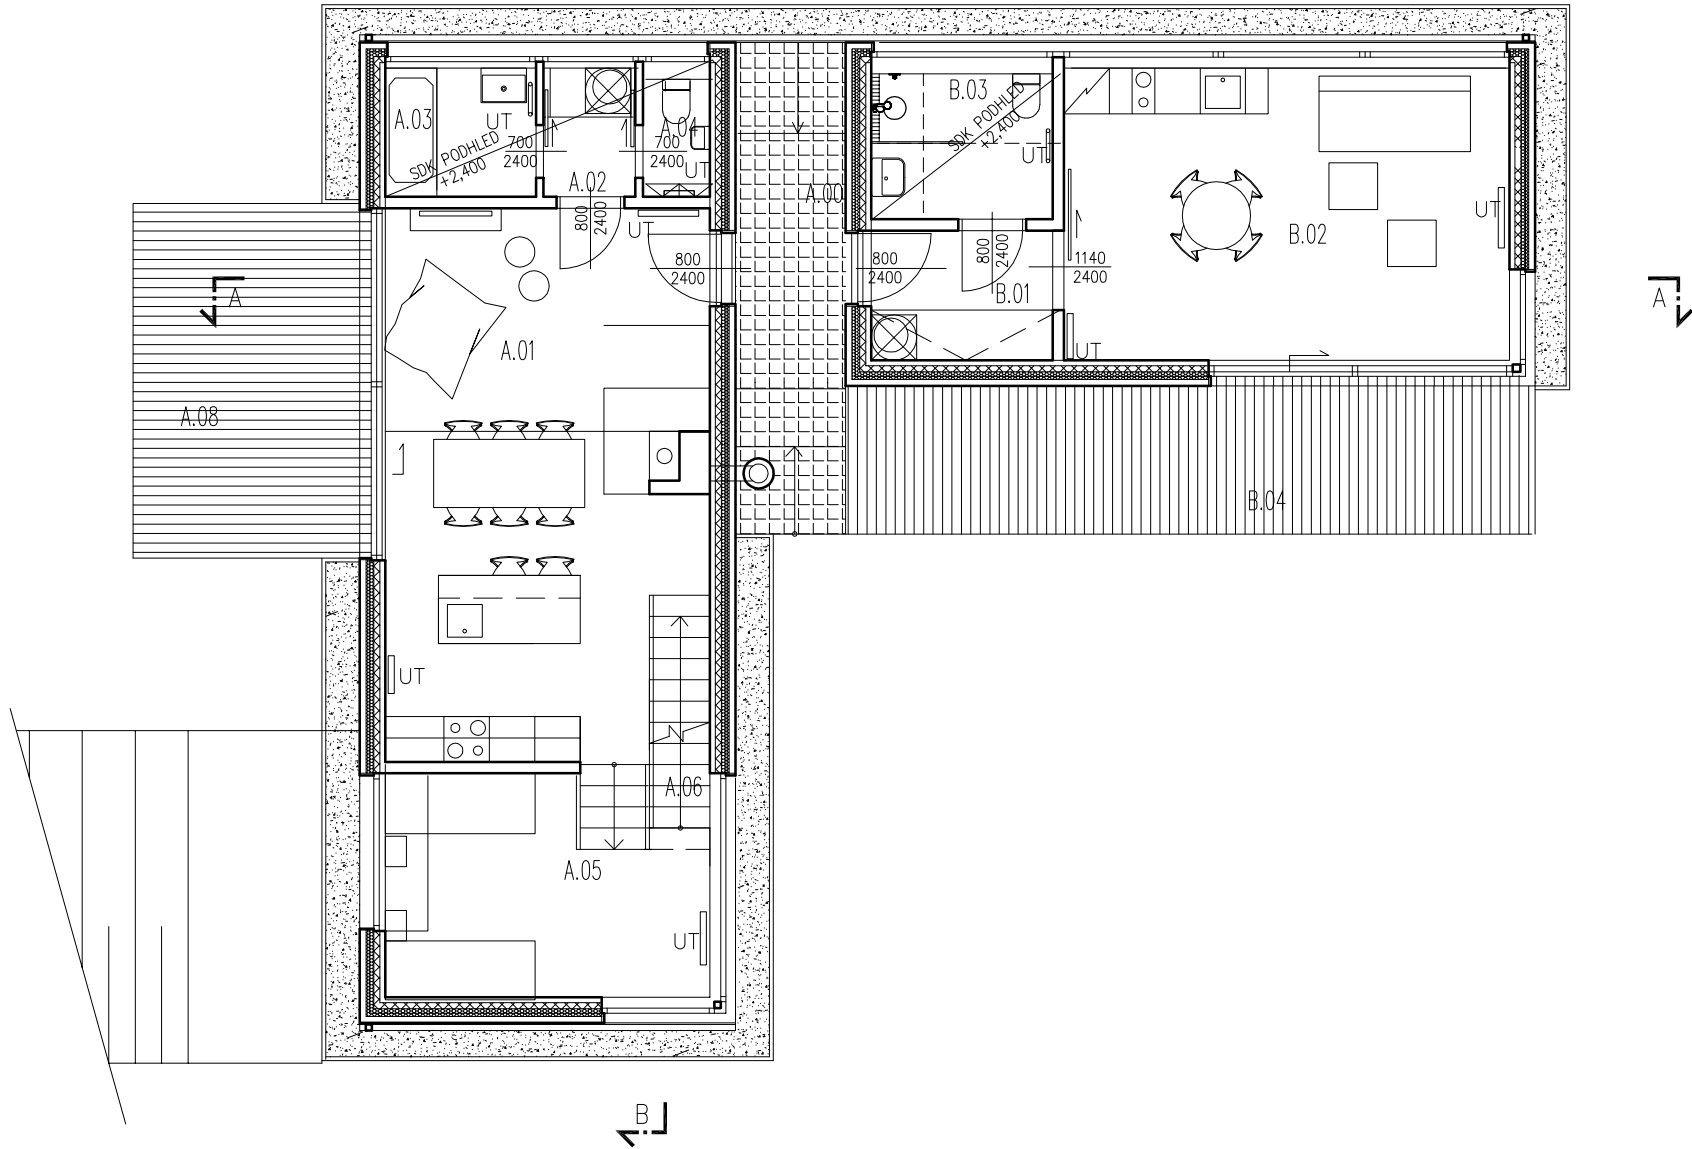 A.03
UT
SDK PODHLED
+2,400
700
2400
A.02
700
2400
A.04
UT
800
2400
UT
A.00
800
2400
B.03
SDK PODHLED
+2,400
UT
800
2400
800
2400
B.01
1140
2400
UT
B.02
UT
A
A
A.01
A.08
B.04
UT
A.06
A.05
UT
B